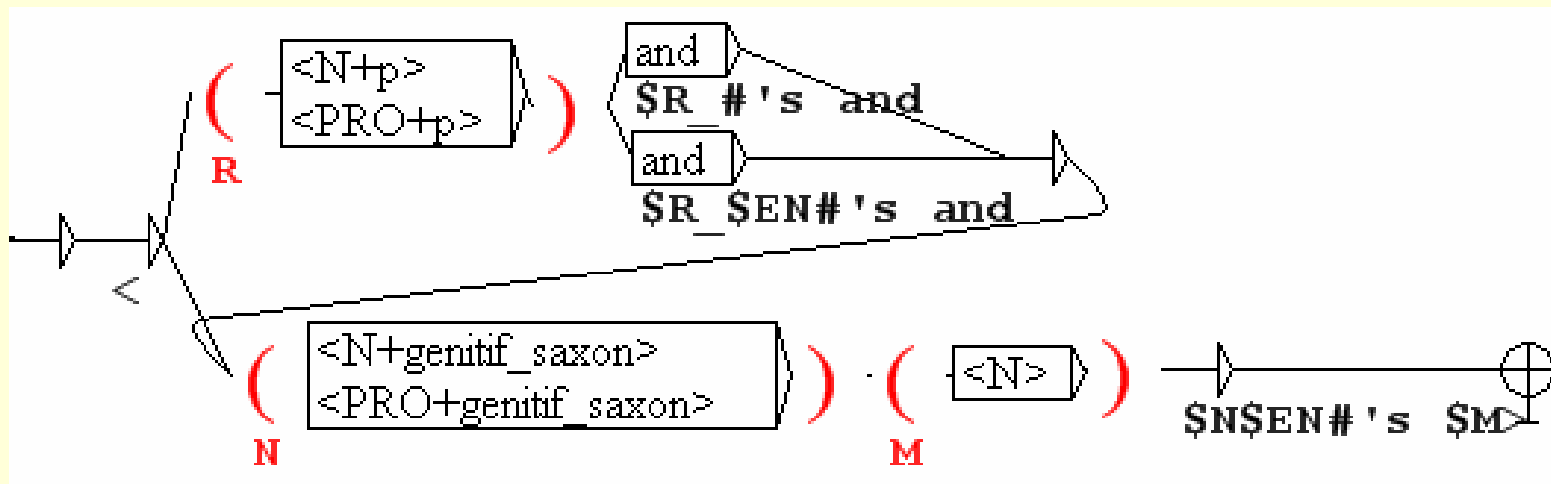 ( <N+p> )
<PRO+p>
R
and
$R_#'s and
and
$R_$EN#'s and
<
( <N+genitif_saxon> ) ( <N> )
<PRO+genitif_saxon>
N
M
$N$EN#'s $M>